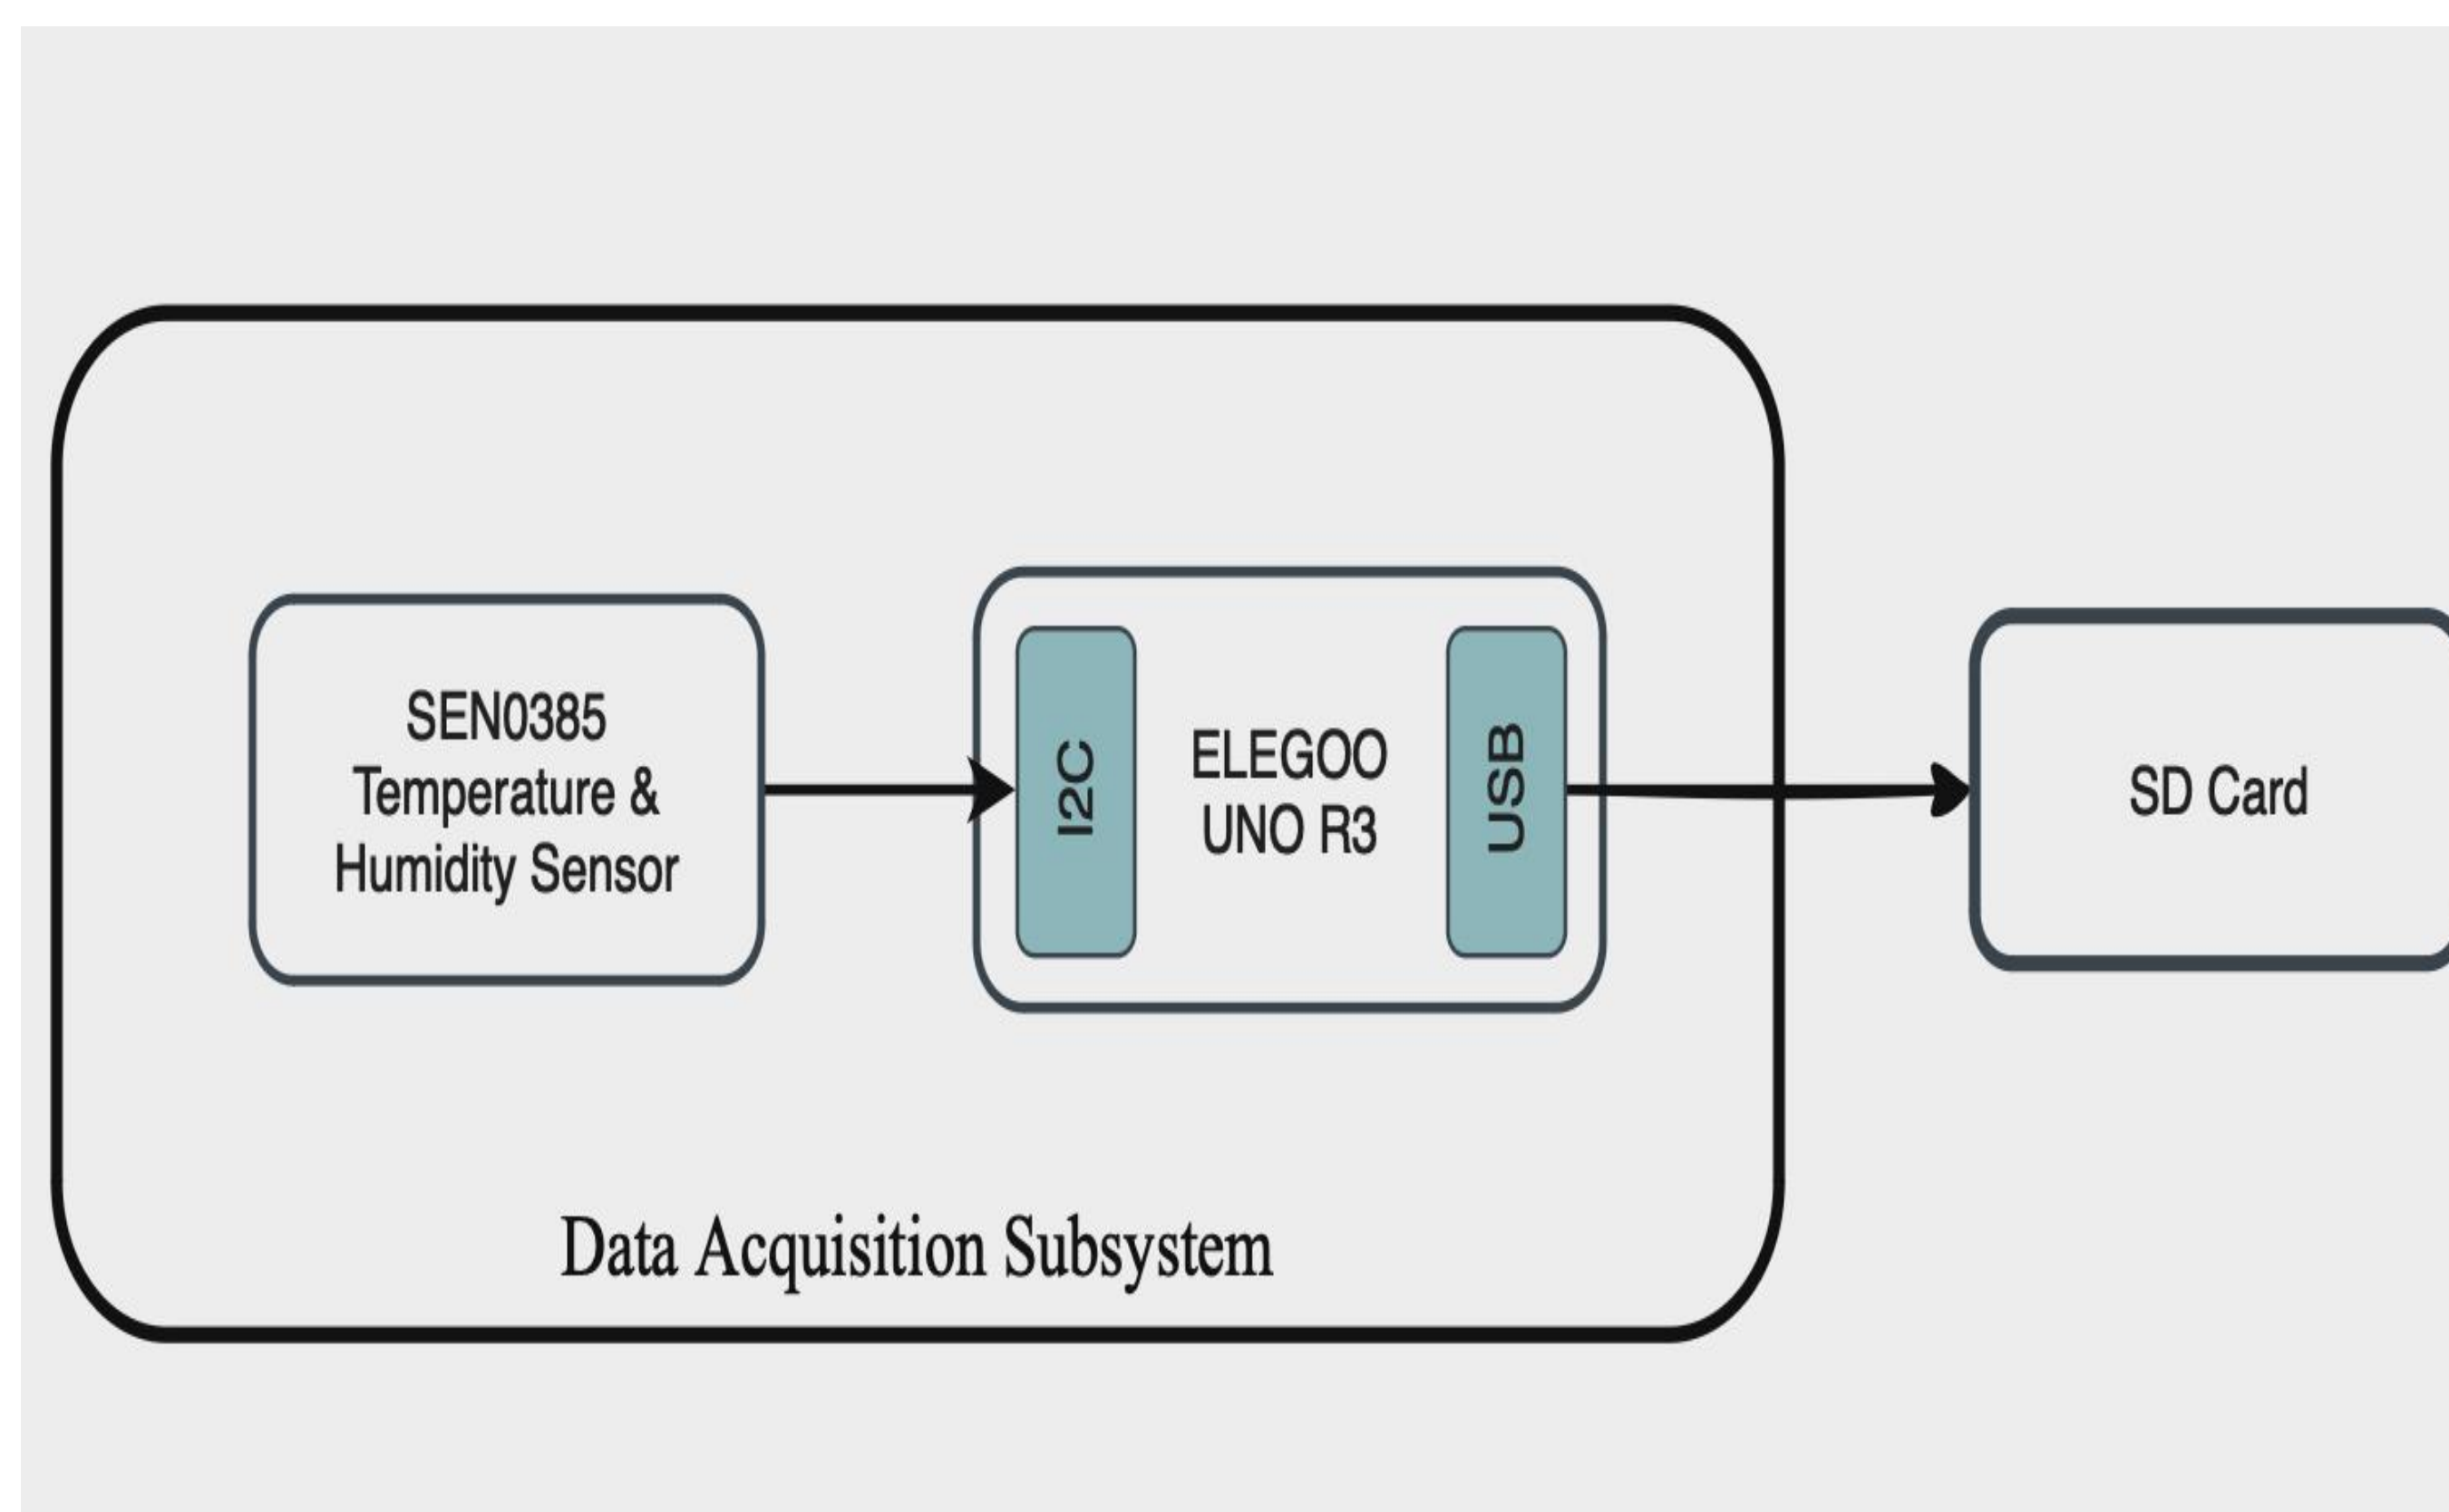 SEN0385
Temperature &
Humidity Sensor
I2C
ELEGOO
UNO R3
USB
SD Card
Data Acquisition Subsystem